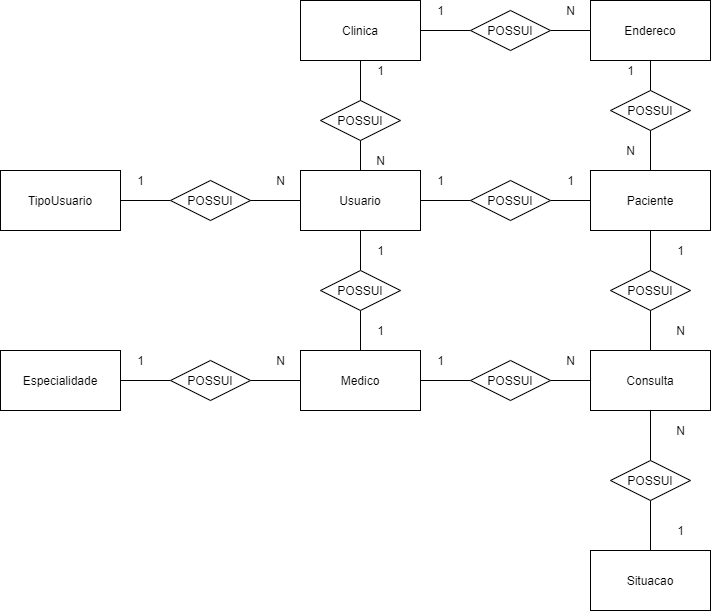 1
N
Clinica
POSSUI
Endereco
1
1
POSSUI
POSSUI
N
N
1
N
1
1
TipoUsuario
POSSUI
Usuario
POSSUI
Paciente
1
1
POSSUI
POSSUI
1
N
1
N
1
N
Especialidade
POSSUI
Medico
POSSUI
Consulta
N
POSSUI
1
Situacao